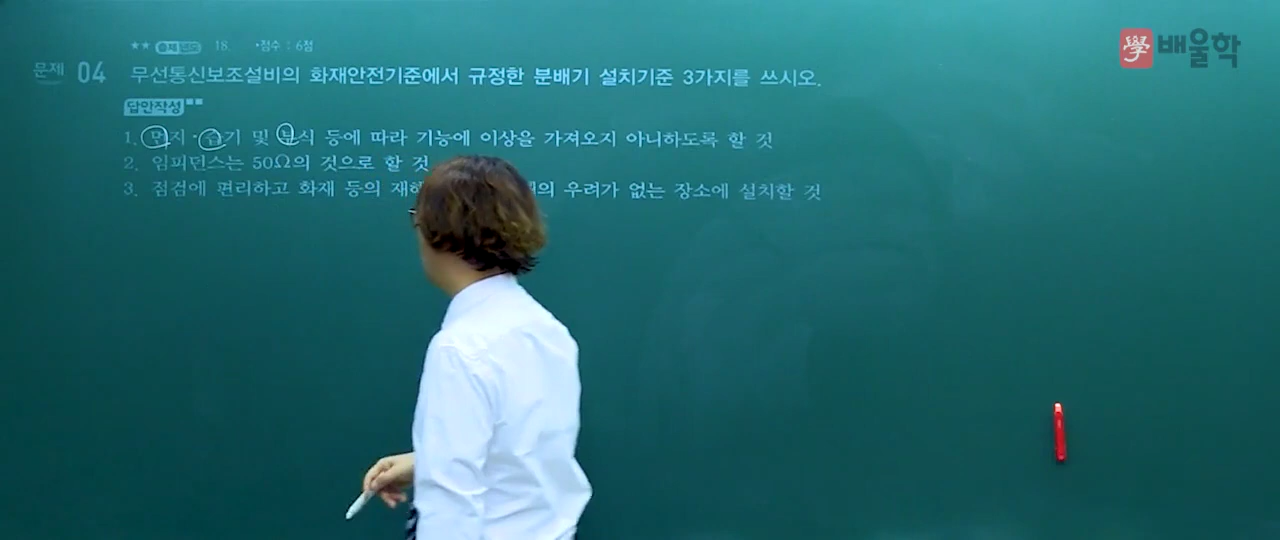 ★★ 출제빈도 18. •점수 : 6점
學 배울학
문제 04 무선통신보조설비의 화재안전기준에서 규정한 분배기 설치기준 3가지를 쓰시오.
답안작성
1. 먼지·습기 및 부식 등에 따라 기능에 이상을 가져오지 아니하도록 할 것
2. 임피던스는 50Ω의 것으로 할 것
3. 점검에 편리하고 화재 등의 우려가 없는 장소에 설치할 것